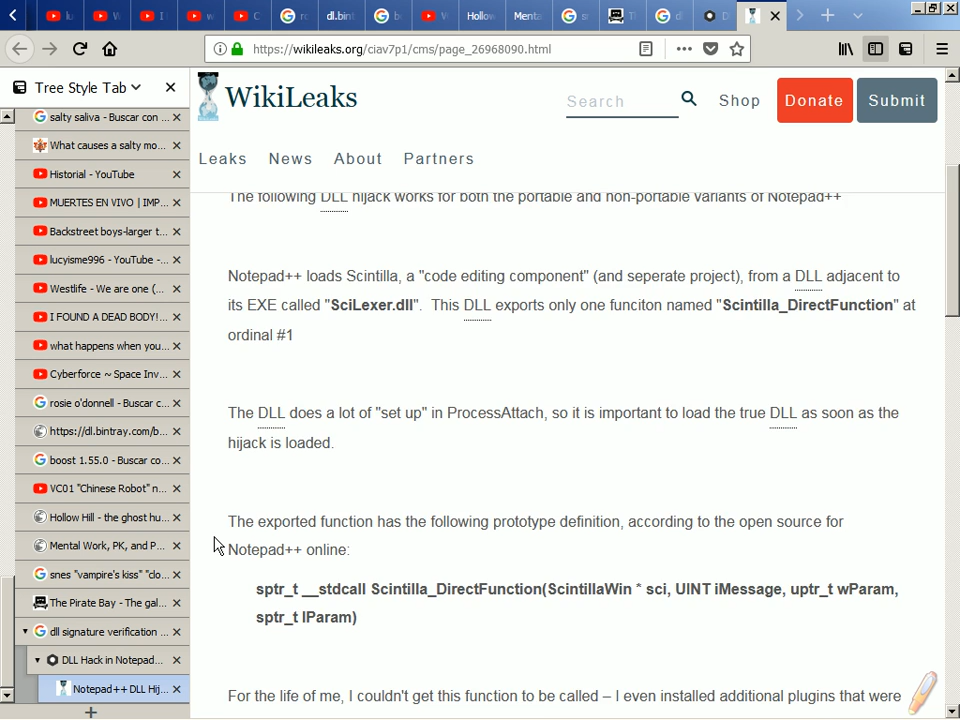 lu
W
I
w
C
ro
dl.bint
b
W
Hollow
Menta
s
T
dl
D
https://wikileaks.org/ciav7p1/cms/page_26968090.html
Tree Style Tab
WikiLeaks
Search
Shop
Donate
Submit
Leaks
News
About
Partners
salty saliva - Buscar con ...
What causes a salty mo...
Historial - YouTube
MUERTES EN VIVO | IMP...
Backstreet boys-larger t...
lucyisme996 - YouTube -...
Westlife - We are one (...
I FOUND A DEAD BODY!...
what happens when you...
Cyberforce ~ Space Inv...
rosie o'donnell - Buscar c...
https://dl.bintray.com/b...
boost 1.55.0 - Buscar co...
VC01 "Chinese Robot" n...
Hollow Hill - the ghost hu...
Mental Work, PK, and P...
snes "vampire's kiss" "clo...
The Pirate Bay - The gal...
dll signature verification ...
DLL Hack in Notepad...
Notepad++ DLL Hij...
The following DLL hijack works for both the portable and non-portable variants of Notepad++
Notepad++ loads Scintilla, a "code editing component" (and seperate project), from a DLL adjacent to
its EXE called "SciLexer.dll".  This DLL exports only one funciton named "Scintilla_DirectFunction" at
ordinal #1
The DLL does a lot of "set up" in ProcessAttach, so it is important to load the true DLL as soon as the
hijack is loaded.
The exported function has the following prototype definition, according to the open source for
Notepad++ online:
sptr_t __stdcall Scintilla_DirectFunction(ScintillaWin * sci, UINT iMessage, uptr_t wParam,
sptr_t lParam)
For the life of me, I couldn't get this function to be called – I even installed additional plugins that were